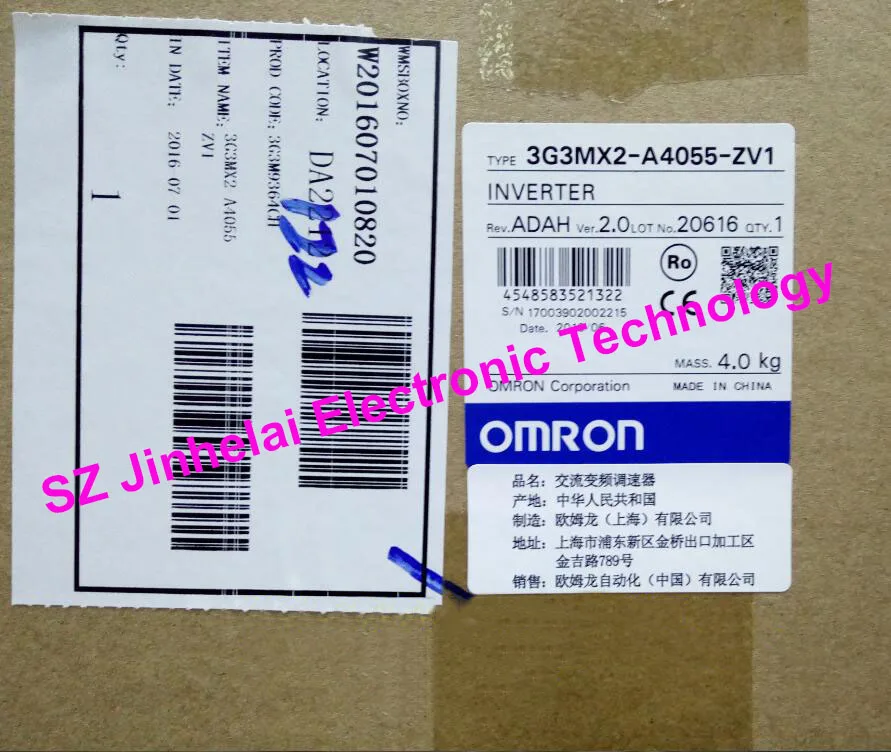 WMSBOXNO:
W201607010820
LOCATION: DA2
PROD CODE: 3G3M9364CH
ITEM NAME: 3G3MX2 A4055
ZV1
IN DATE: 2016-07 01
Qty: 1
TYPE 3G3MX2-A4055-ZV1
INVERTER
Rev. ADAH Ver. 2.0 LOT No. 20616 QTY. 1
Ro
4548583521322
CE
S/N 17003902002215
Date. 06
MASS. 4.0 kg
OMRON Corporation MADE IN CHINA
OMRON
品名: 交流变频调速器
产地: 中华人民共和国
制造: 欧姆龙(上海)有限公司
地址: 上海市浦东新区金桥出口加工区
金吉路789号
销售: 欧姆龙自动化(中国)有限公司
SZ Jinhelai Electronic Technology